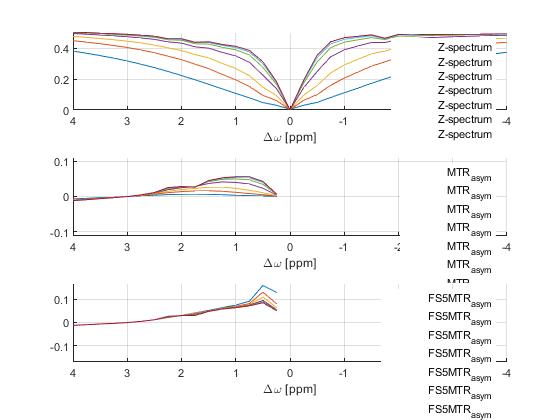 0.4
0.2
0
4
3
2
1
0
-1
-4
Δω [ppm]
Z-spectrum
Z-spectrum
Z-spectrum
Z-spectrum
Z-spectrum
Z-spectrum
Z-spectrum
0.1
0
-0.1
4
3
2
1
0
-1
-2
-4
Δω [ppm]
MTRasym
MTRasym
MTRasym
MTRasym
MTRasym
MTR
0.1
0
-0.1
4
3
2
1
0
-1
-4
Δω [ppm]
FS5MTRasym
FS5MTRasym
FS5MTRasym
FS5MTRasym
FS5MTRasym
FS5MTRasym
FS5MTRasym